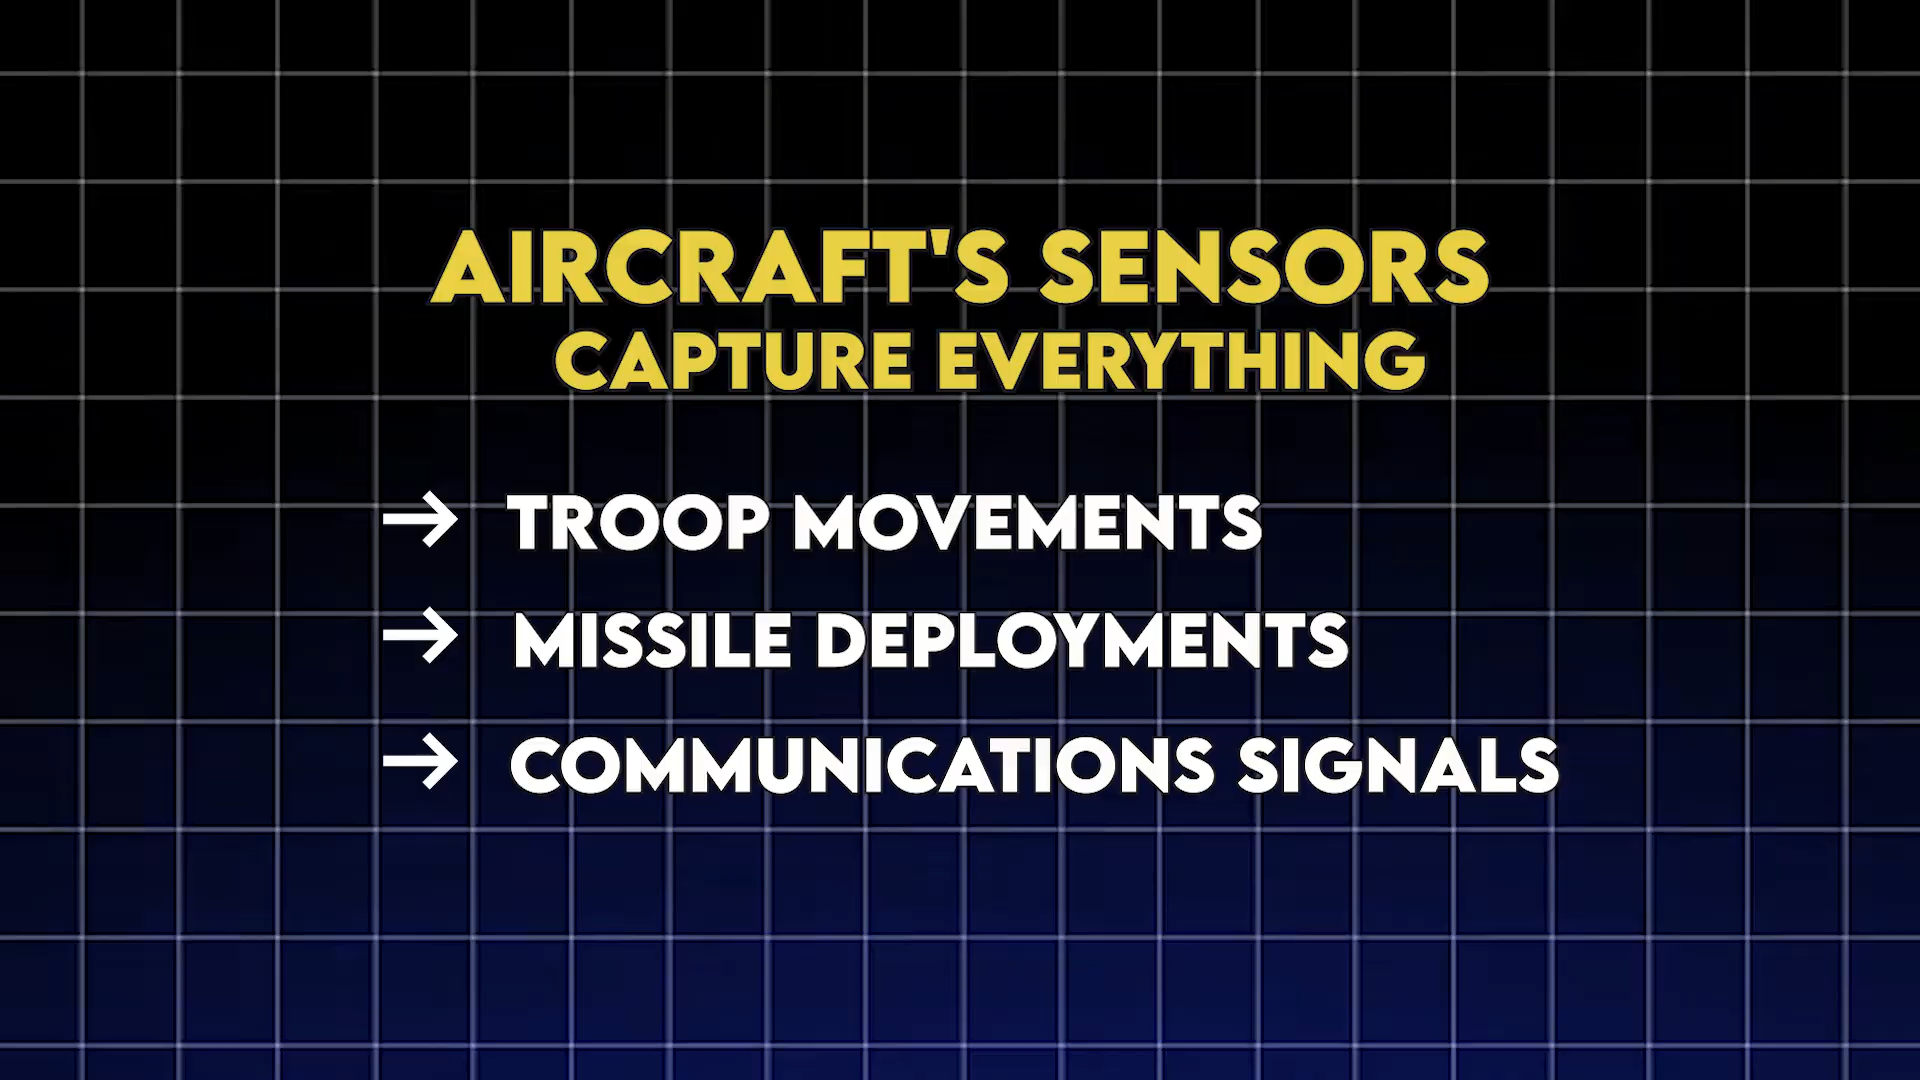 AIRCRAFT'S SENSORS
CAPTURE EVERYTHING
→ TROOP MOVEMENTS
→ MISSILE DEPLOYMENTS
→ COMMUNICATIONS SIGNALS